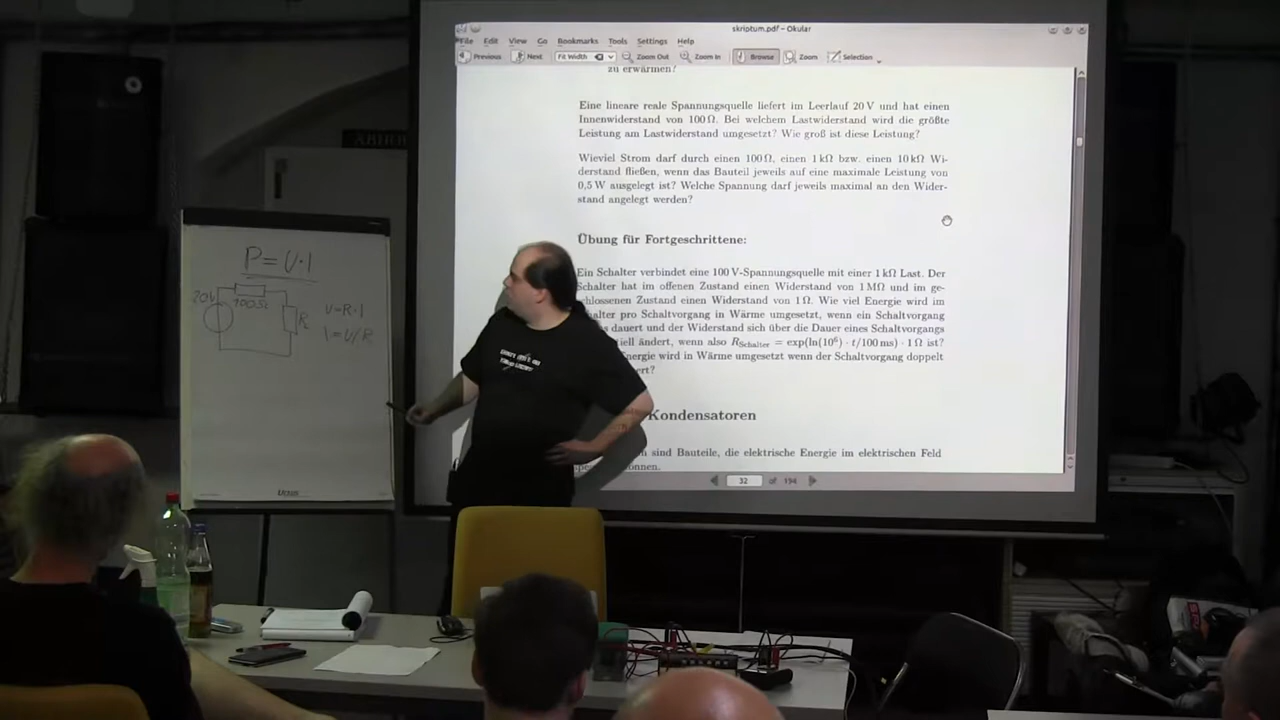 skriptum.pdf – Okular
File Edit View Go Bookmarks Tools Settings Help
Previous Next Fit Width Zoom Out Zoom In Browse Zoom Selection
zu erwärmen?
Eine lineare reale Spannungsquelle liefert im Leerlauf 20 V und hat einen
Innenwiderstand von 100 Ω. Bei welchem Lastwiderstand wird die größte
Leistung am Lastwiderstand umgesetzt? Wie groß ist diese Leistung?
Wieviel Strom darf durch einen 100 Ω, einen 1 kΩ bzw. einen 10 kΩ Wi-
derstand fließen, wenn das Bauteil jeweils auf eine maximale Leistung von
0,5 W ausgelegt ist? Welche Spannung darf jeweils maximal an den Wider-
stand angelegt werden?
Übung für Fortgeschrittene:
Ein Schalter verbindet eine 100 V-Spannungsquelle mit einer 1 kΩ Last. Der
Schalter hat im offenen Zustand einen Widerstand von 1 MΩ und im ge-
schlossenen Zustand einen Widerstand von 1 Ω. Wie viel Energie wird im
Schalter pro Schaltvorgang in Wärme umgesetzt, wenn ein Schaltvorgang
dauert und der Widerstand sich über die Dauer eines Schaltvorgangs
ändert, wenn also R_Schalter = exp(ln(10⁶) · t/100 ms) · 1 Ω ist?
Energie wird in Wärme umgesetzt wenn der Schaltvorgang doppelt
Kondensatoren
sind Bauteile, die elektrische Energie im elektrischen Feld
32 of 194
P=U·I
20V 100Ω
R
U=R·I
I=U/R